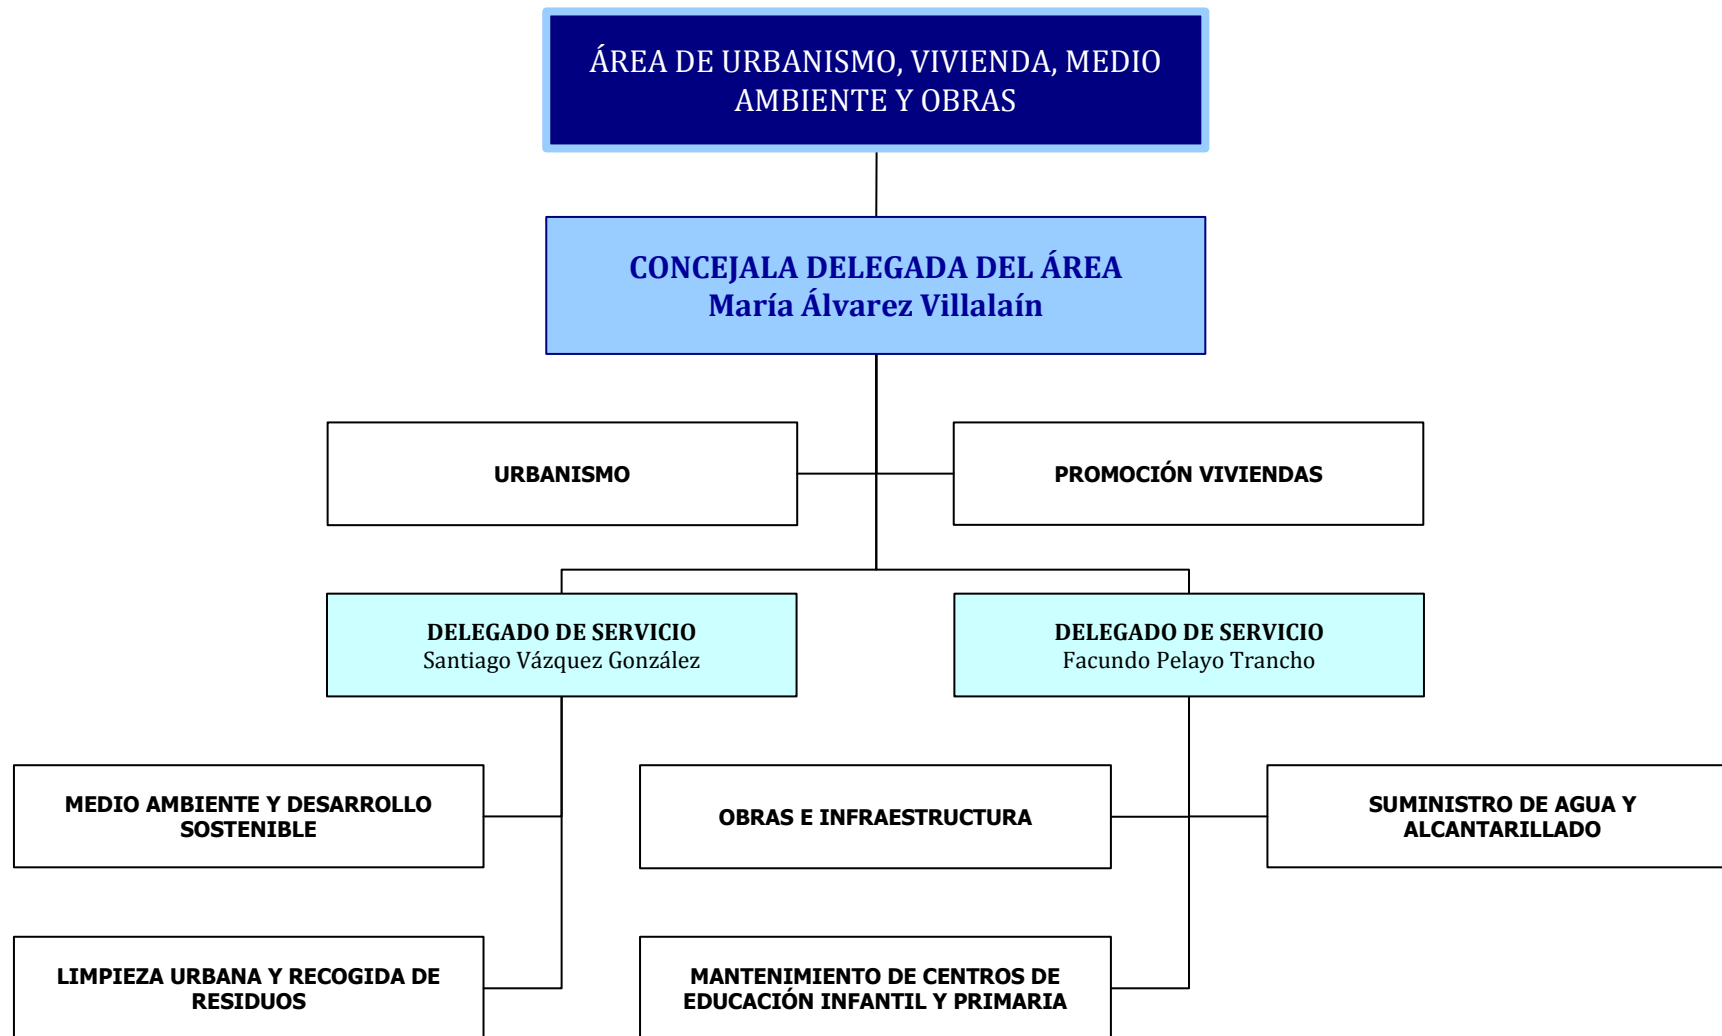 ÁREA DE URBANISMO, VIVIENDA, MEDIO
AMBIENTE Y OBRAS
CONCEJALA DELEGADA DEL ÁREA
María Álvarez Villalaín
URBANISMO
PROMOCIÓN VIVIENDAS
DELEGADO DE SERVICIO
Santiago Vázquez González
DELEGADO DE SERVICIO
Facundo Pelayo Trancho
MEDIO AMBIENTE Y DESARROLLO
SOSTENIBLE
OBRAS E INFRAESTRUCTURA
SUMINISTRO DE AGUA Y
ALCANTARILLADO
LIMPIEZA URBANA Y RECOGIDA DE
RESIDUOS
MANTENIMIENTO DE CENTROS DE
EDUCACIÓN INFANTIL Y PRIMARIA